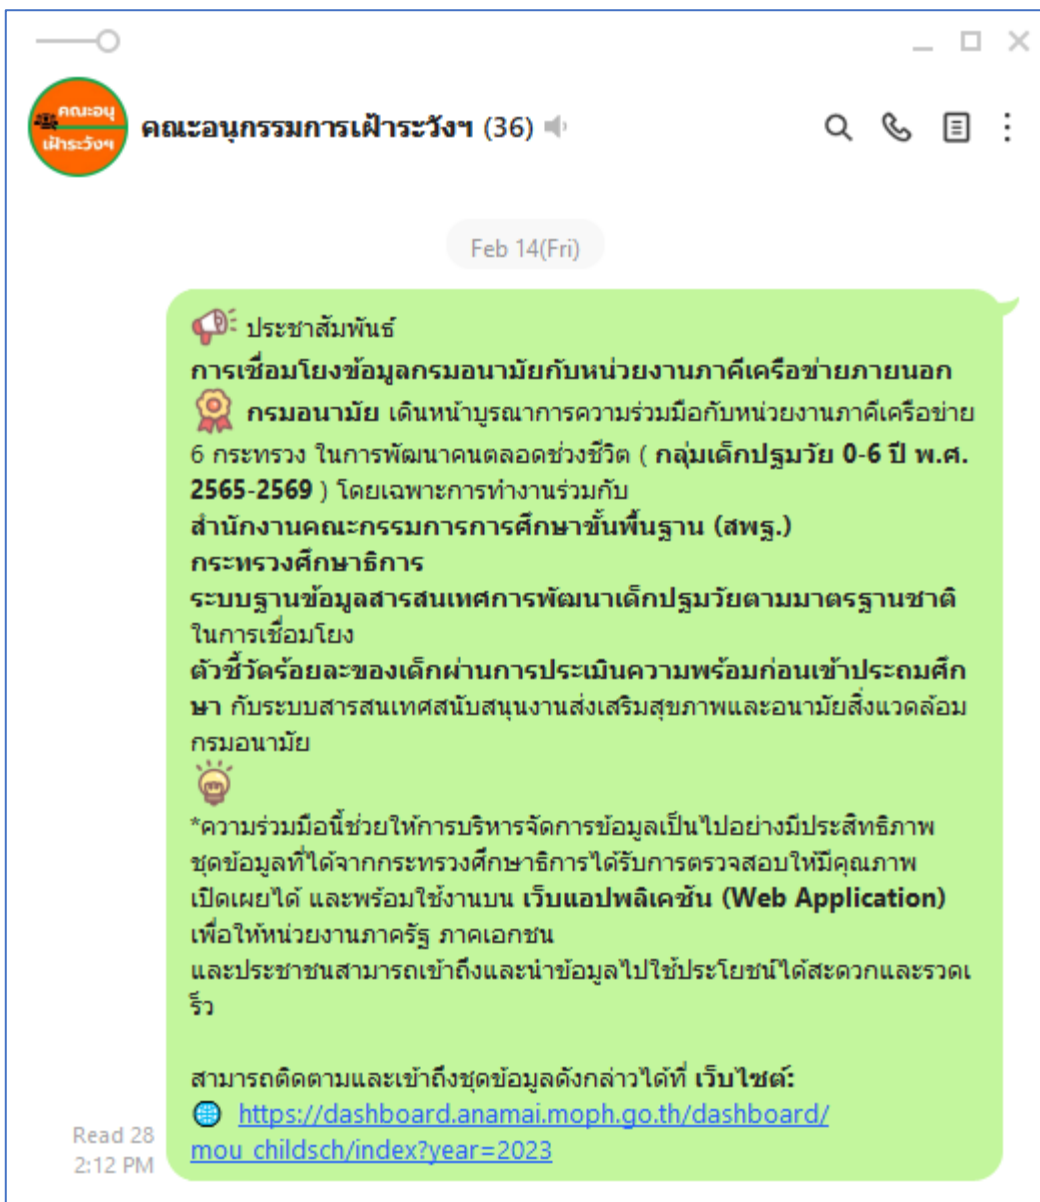 คณะอนุ
เฝ้าระวังฯ
คณะอนุกรรมการเฝ้าระวังฯ (36)
Feb 14(Fri)
ประชาสัมพันธ์
การเชื่อมโยงข้อมูลกรมอนามัยกับหน่วยงานภาคีเครือข่ายภายนอก
กรมอนามัย เดินหน้าบูรณาการความร่วมมือกับหน่วยงานภาคีเครือข่าย
6 กระทรวง ในการพัฒนาคนตลอดช่วงชีวิต ( กลุ่มเด็กปฐมวัย 0-6 ปี พ.ศ.
2565-2569 ) โดยเฉพาะการทำงานร่วมกับ
สำนักงานคณะกรรมการการศึกษาขั้นพื้นฐาน (สพฐ.)
กระทรวงศึกษาธิการ
ระบบฐานข้อมูลสารสนเทศการพัฒนาเด็กปฐมวัยตามมาตรฐานชาติ
ในการเชื่อมโยง
ตัวชี้วัดร้อยละของเด็กผ่านการประเมินความพร้อมก่อนเข้าประถมศึก
ษา กับระบบสารสนเทศสนับสนุนงานส่งเสริมสุขภาพและอนามัยสิ่งแวดล้อม
กรมอนามัย
*ความร่วมมือนี้ช่วยให้การบริหารจัดการข้อมูลเป็นไปอย่างมีประสิทธิภาพ
ชุดข้อมูลที่ได้จากกระทรวงศึกษาธิการได้รับการตรวจสอบให้มีคุณภาพ
เปิดเผยได้ และพร้อมใช้งานบน เว็บแอปพลิเคชัน (Web Application)
เพื่อให้หน่วยงานภาครัฐ ภาคเอกชน
และประชาชนสามารถเข้าถึงและนำข้อมูลไปใช้ประโยชน์ได้สะดวกและรวดเ
ร็ว
สามารถติดตามและเข้าถึงชุดข้อมูลดังกล่าวได้ที่ เว็บไซต์:
https://dashboard.anamai.moph.go.th/dashboard/
mou_childsch/index?year=2023
Read 28
2:12 PM